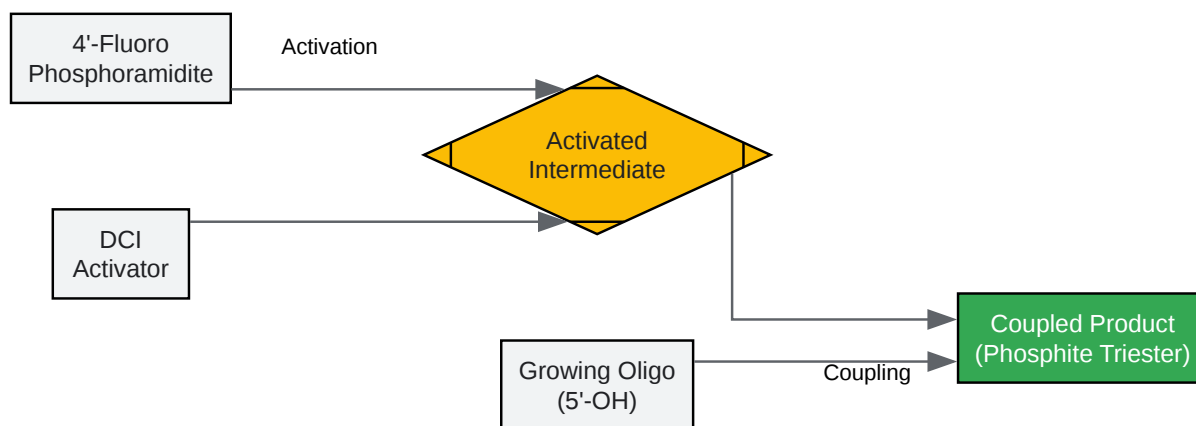 4'-Fluoro
Phosphoramidite
Activation
Activated
Intermediate
DCI
Activator
Growing Oligo
(5'-OH)
Coupling
Coupled Product
(Phosphite Triester)